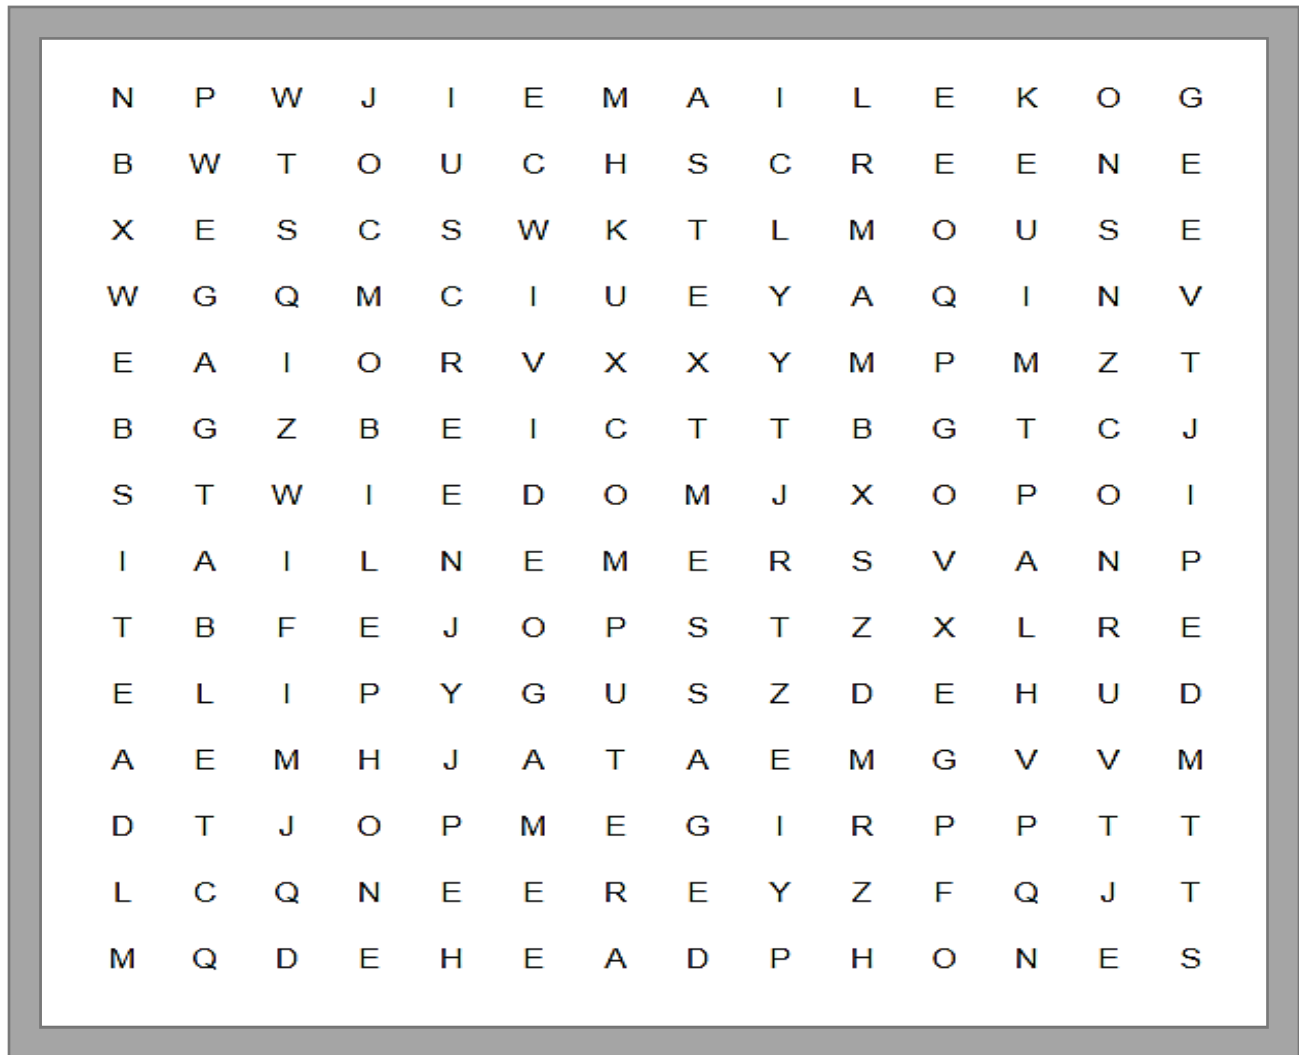 N P W J I E M A I L E K O G
B W T O U C H S C R E E N E
X E S C S W K T L M O U S E
W G Q M C I U E Y A Q I N V
E A I O R V X X Y M P M Z T
B G Z B E I C T T B G T C J
S T W I E D O M J X O P O I
I A I L N E M E R S V A N P
T B F E J O P S T Z X L R E
E L I P Y G U S Z D E H U D
A E M H J A T A E M G V V M
D T J O P M E G I R P P T T
L C Q N E E R E Y Z F Q J T
M Q D E H E A D P H O N E S